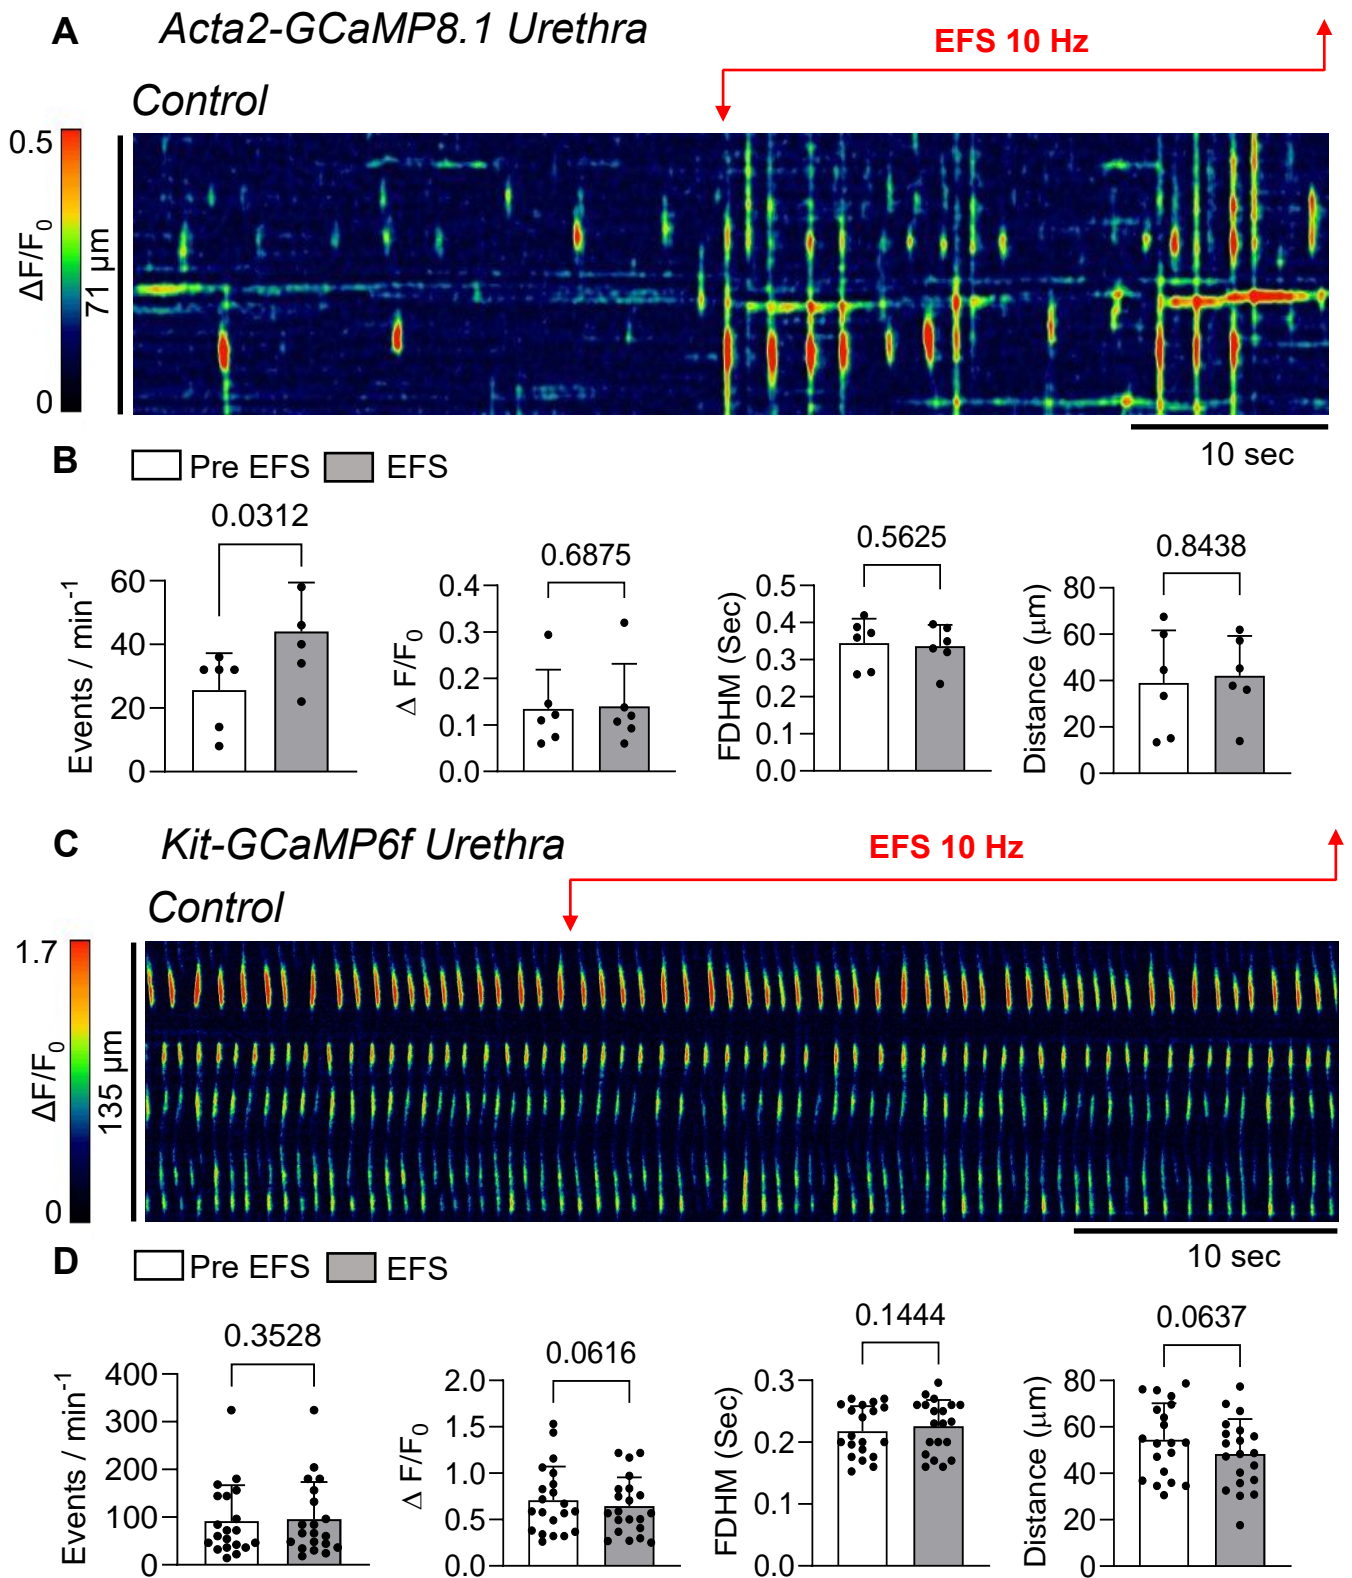 A
Acta2-GCaMP8.1 Urethra
EFS 10 Hz
Control
0.5
0
ΔF/F0
71 µm
10 sec
B
Pre EFS
EFS
0.0312
60
40
20
0
Events / min-1
0.6875
0.4
0.3
0.2
0.1
0.0
Δ F/F0
0.5625
0.5
0.4
0.3
0.2
0.1
0.0
FDHM (Sec)
0.8438
80
60
40
20
0
Distance (µm)
C
Kit-GCaMP6f Urethra
EFS 10 Hz
Control
1.7
0
ΔF/F0
135 µm
10 sec
D
Pre EFS
EFS
0.3528
400
300
200
100
0
Events / min-1
0.0616
2.0
1.5
1.0
0.5
0.0
Δ F/F0
0.1444
0.3
0.2
0.1
0.0
FDHM (Sec)
0.0637
80
60
40
20
0
Distance (µm)